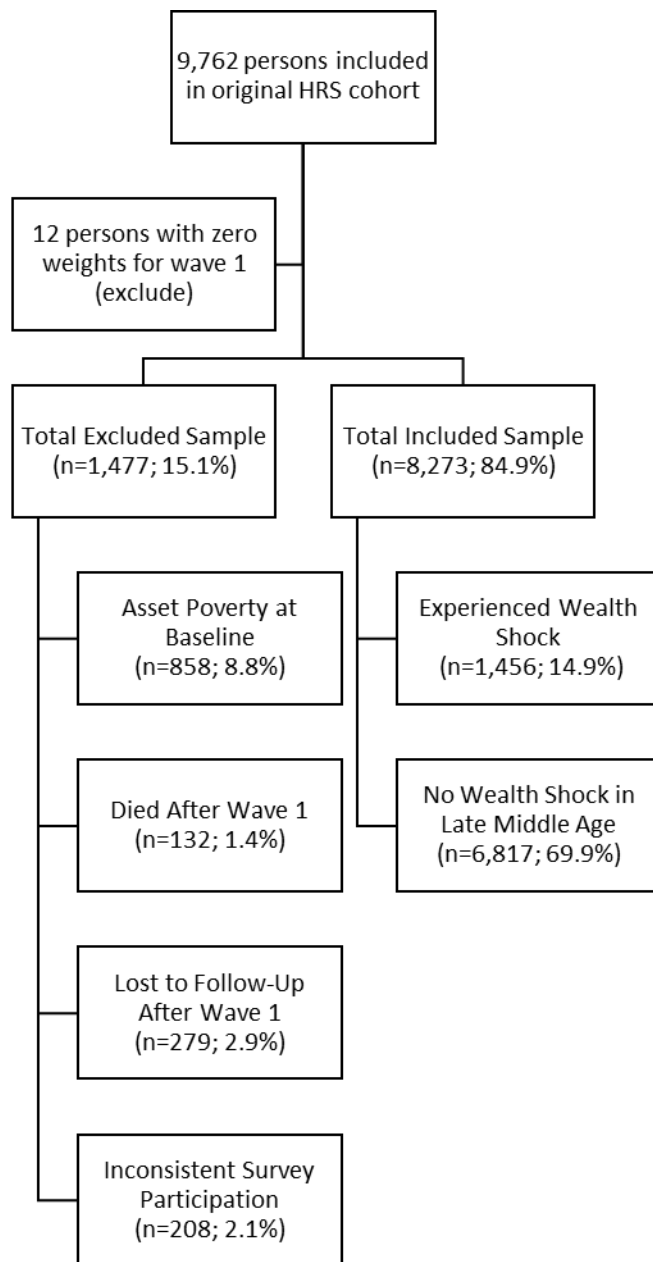 9,762 persons included
in original HRS cohort
12 persons with zero
weights for wave 1
(exclude)
Total Excluded Sample
(n=1,477; 15.1%)
Total Included Sample
(n=8,273; 84.9%)
Asset Poverty at
Baseline
(n=858; 8.8%)
Experienced Wealth
Shock
(n=1,456; 14.9%)
Died After Wave 1
(n=132; 1.4%)
No Wealth Shock in
Late Middle Age
(n=6,817; 69.9%)
Lost to Follow-Up
After Wave 1
(n=279; 2.9%)
Inconsistent Survey
Participation
(n=208; 2.1%)